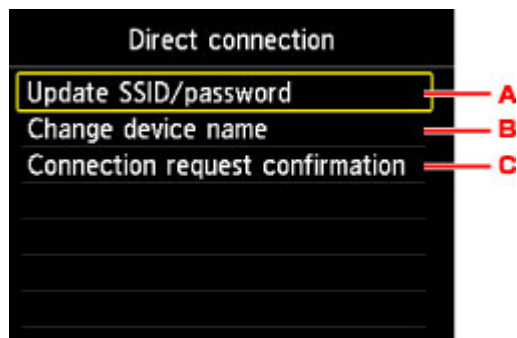 Direct connection
Update SSID/password A
Change device name B
Connection request confirmation C